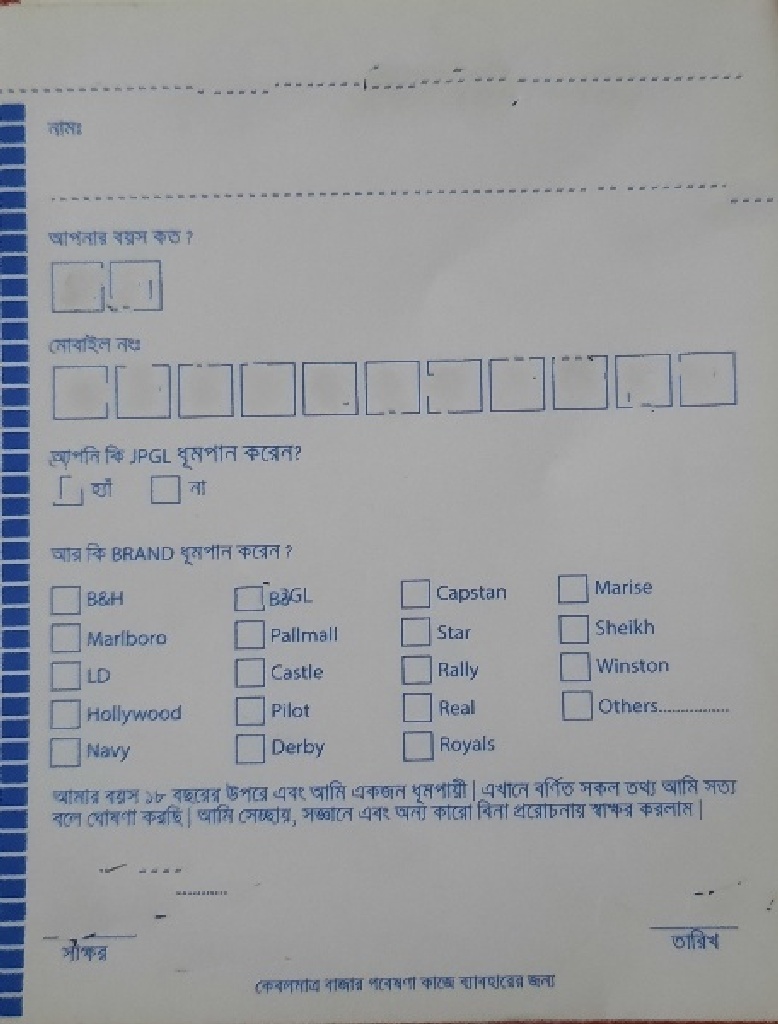 নামঃ
আপনার বয়স কত ?
মোবাইল নংঃ
আপনি কি JPGL ধূমপান করেন?
হ্যাঁ না
আর কি BRAND ধূমপান করেন ?
B&H B&GL Capstan Marise
Marlboro Pallmall Star Sheikh
LD Castle Rally Winston
Hollywood Pilot Real Others.................
Navy Derby Royals
আমার বয়স ১৮ বছরের উপরে এবং আমি একজন ধূমপায়ী | এখানে বর্ণিত সকল তথ্য আমি সত্য
বলে ঘোষণা করছি | আমি সেচ্ছায়, সজ্ঞানে এবং অন্য কারো বিনা প্ররোচনায় স্বাক্ষর করলাম |
সাক্ষর তারিখ
কেবলমাত্র বাজার গবেষণা কাজে ব্যাবহারের জন্য